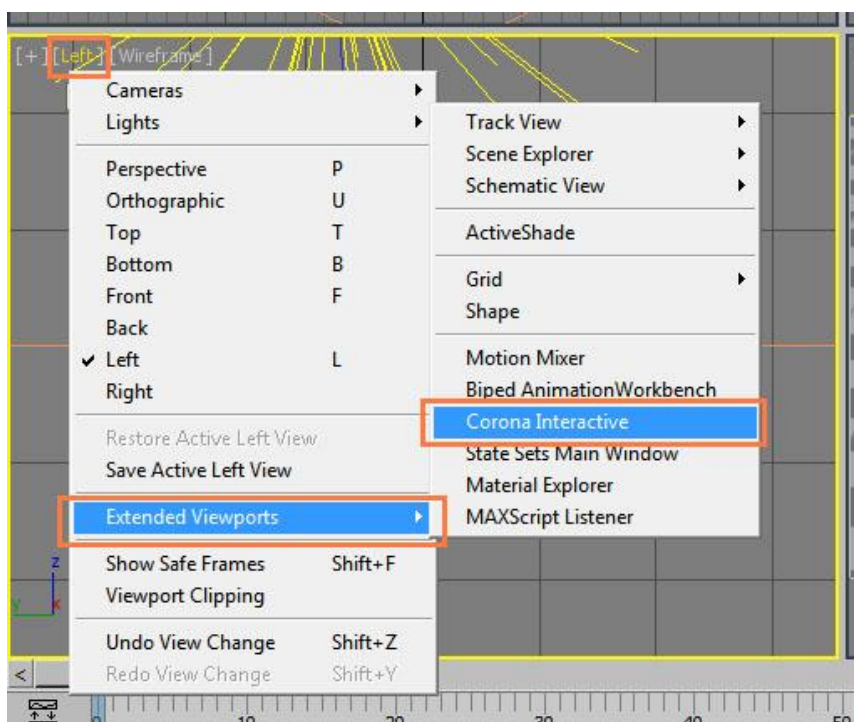 [+][Left][Wireframe]
Cameras
Lights
Perspective P
Orthographic U
Top T
Bottom B
Front F
Back
Left L
Right
Restore Active Left View
Save Active Left View
Extended Viewports
Show Safe Frames Shift+F
Viewport Clipping
Undo View Change Shift+Z
Redo View Change Shift+Y
Track View
Scene Explorer
Schematic View
ActiveShade
Grid
Shape
Motion Mixer
Biped AnimationWorkbench
Corona Interactive
State Sets Main Window
Material Explorer
MAXScript Listener
z
y x
<
0 10 20 30 40 50